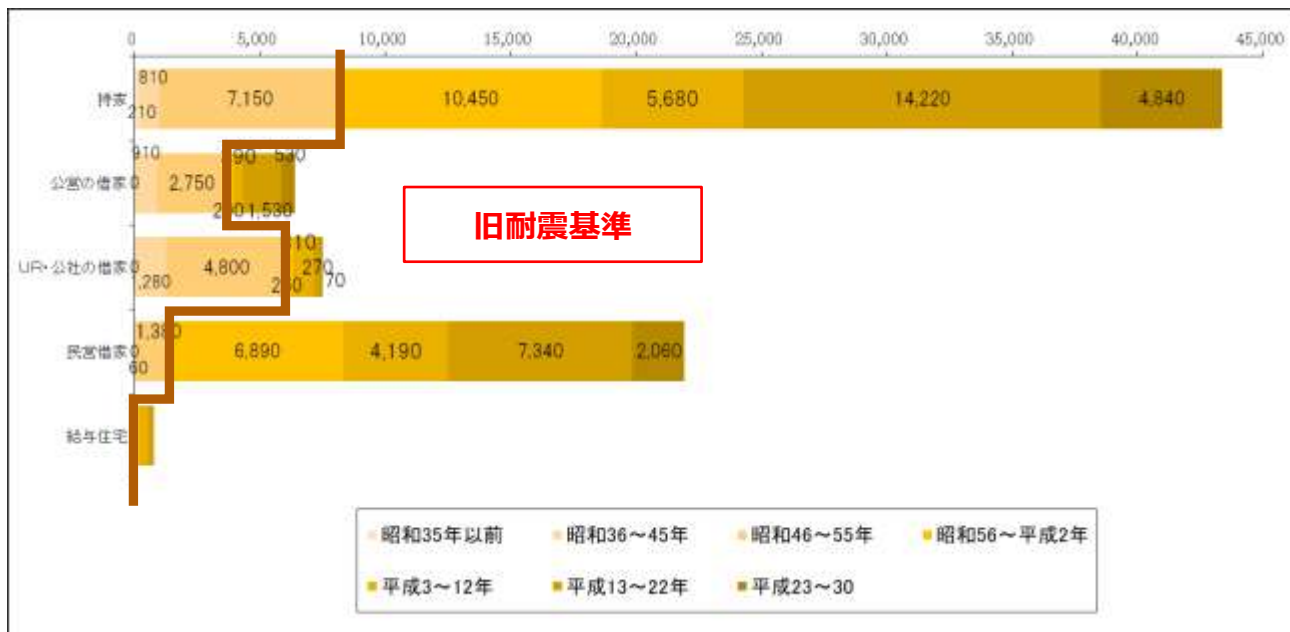 0 5,000 10,000 15,000 20,000 25,000 30,000 35,000 40,000 45,000
持家 210 810 7,150 10,450 5,680 14,220 4,840
公営の借家 0 910 2,750 1,530 530
UR・公社の借家 0 4,800 270 70
民営借家 0 60 1,380 6,890 4,190 7,340 2,060
給与住宅
旧耐震基準
昭和35年以前 昭和36～45年 昭和46～55年 昭和56～平成2年
平成3～12年 平成13～22年 平成23～30